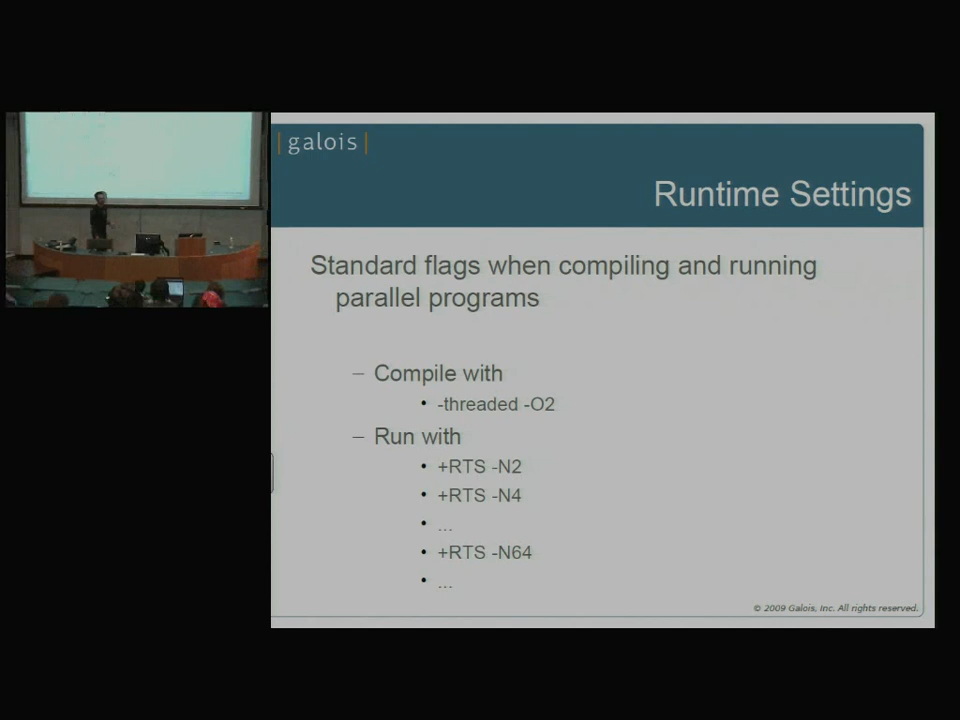 |galois|
Runtime Settings
Standard flags when compiling and running
parallel programs
– Compile with
• -threaded -O2
– Run with
• +RTS -N2
• +RTS -N4
• ...
• +RTS -N64
• ...
© 2009 Galois, Inc. All rights reserved.